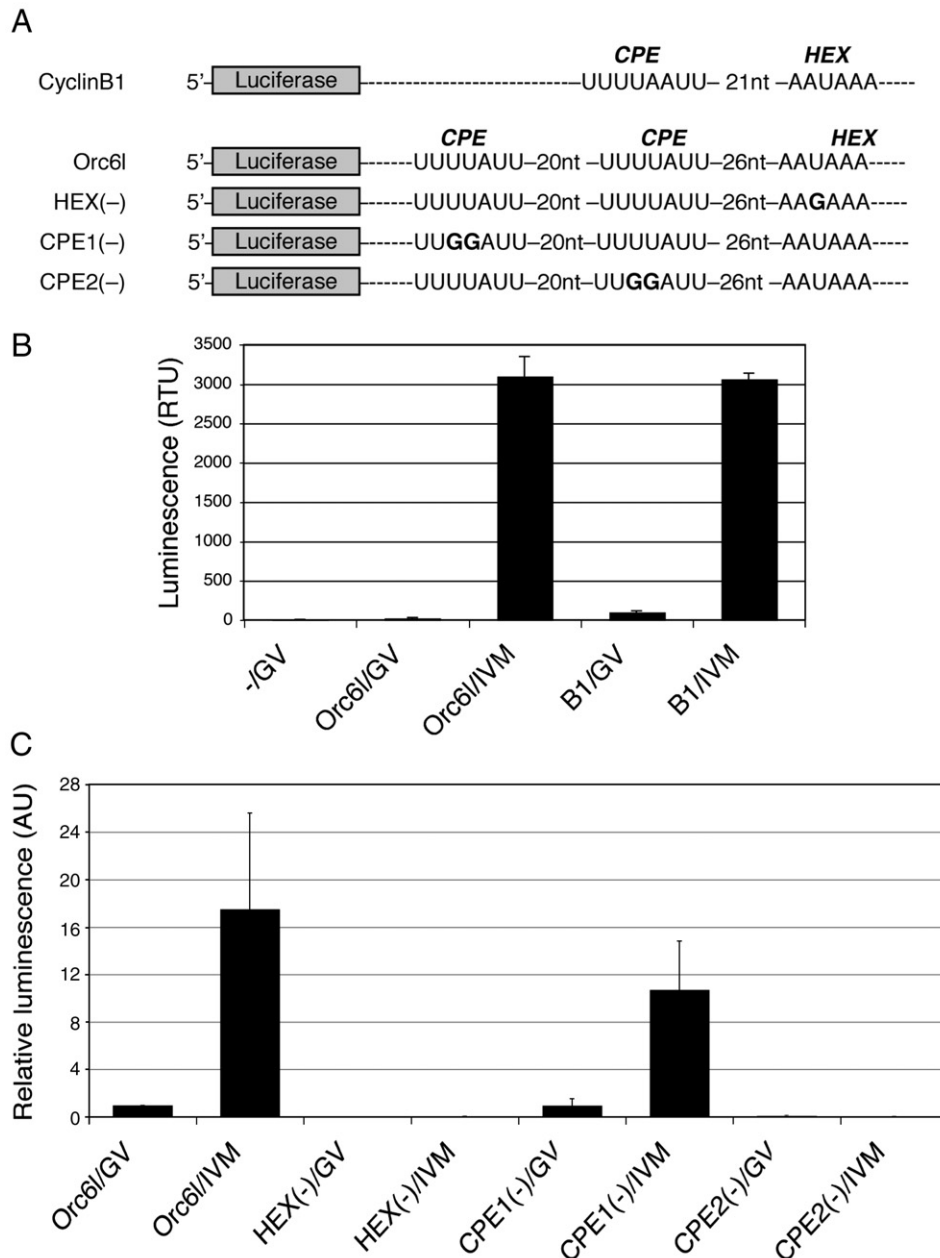 A
CPE HEX
CyclinB1 5’ Luciferase UUUUAAUU 21nt AAUAAA
CPE CPE HEX
Orc6l 5’ Luciferase UUUUAUU 20nt UUUUAUU 26nt AAUAAA
HEX(–) 5’ Luciferase UUUUAUU 20nt UUUUAUU 26nt AAGAAA
CPE1(–) 5’ Luciferase UUGGAUU 20nt UUUUAUU 26nt AAUAAA
CPE2(–) 5’ Luciferase UUUUAUU 20nt UUGGAUU 26nt AAUAAA
B
Luminescence (RTU)
3500
3000
2500
2000
1500
1000
500
0
-/GV Orc6l/GV Orc6l/IVM B1/GV B1/IVM
C
Relative luminescence (AU)
28
24
20
16
12
8
4
0
Orc6l/GV Orc6l/IVM HEX(-)/GV HEX(-)/IVM CPE1(-)/GV CPE1(-)/IVM CPE2(-)/GV CPE2(-)/IVM